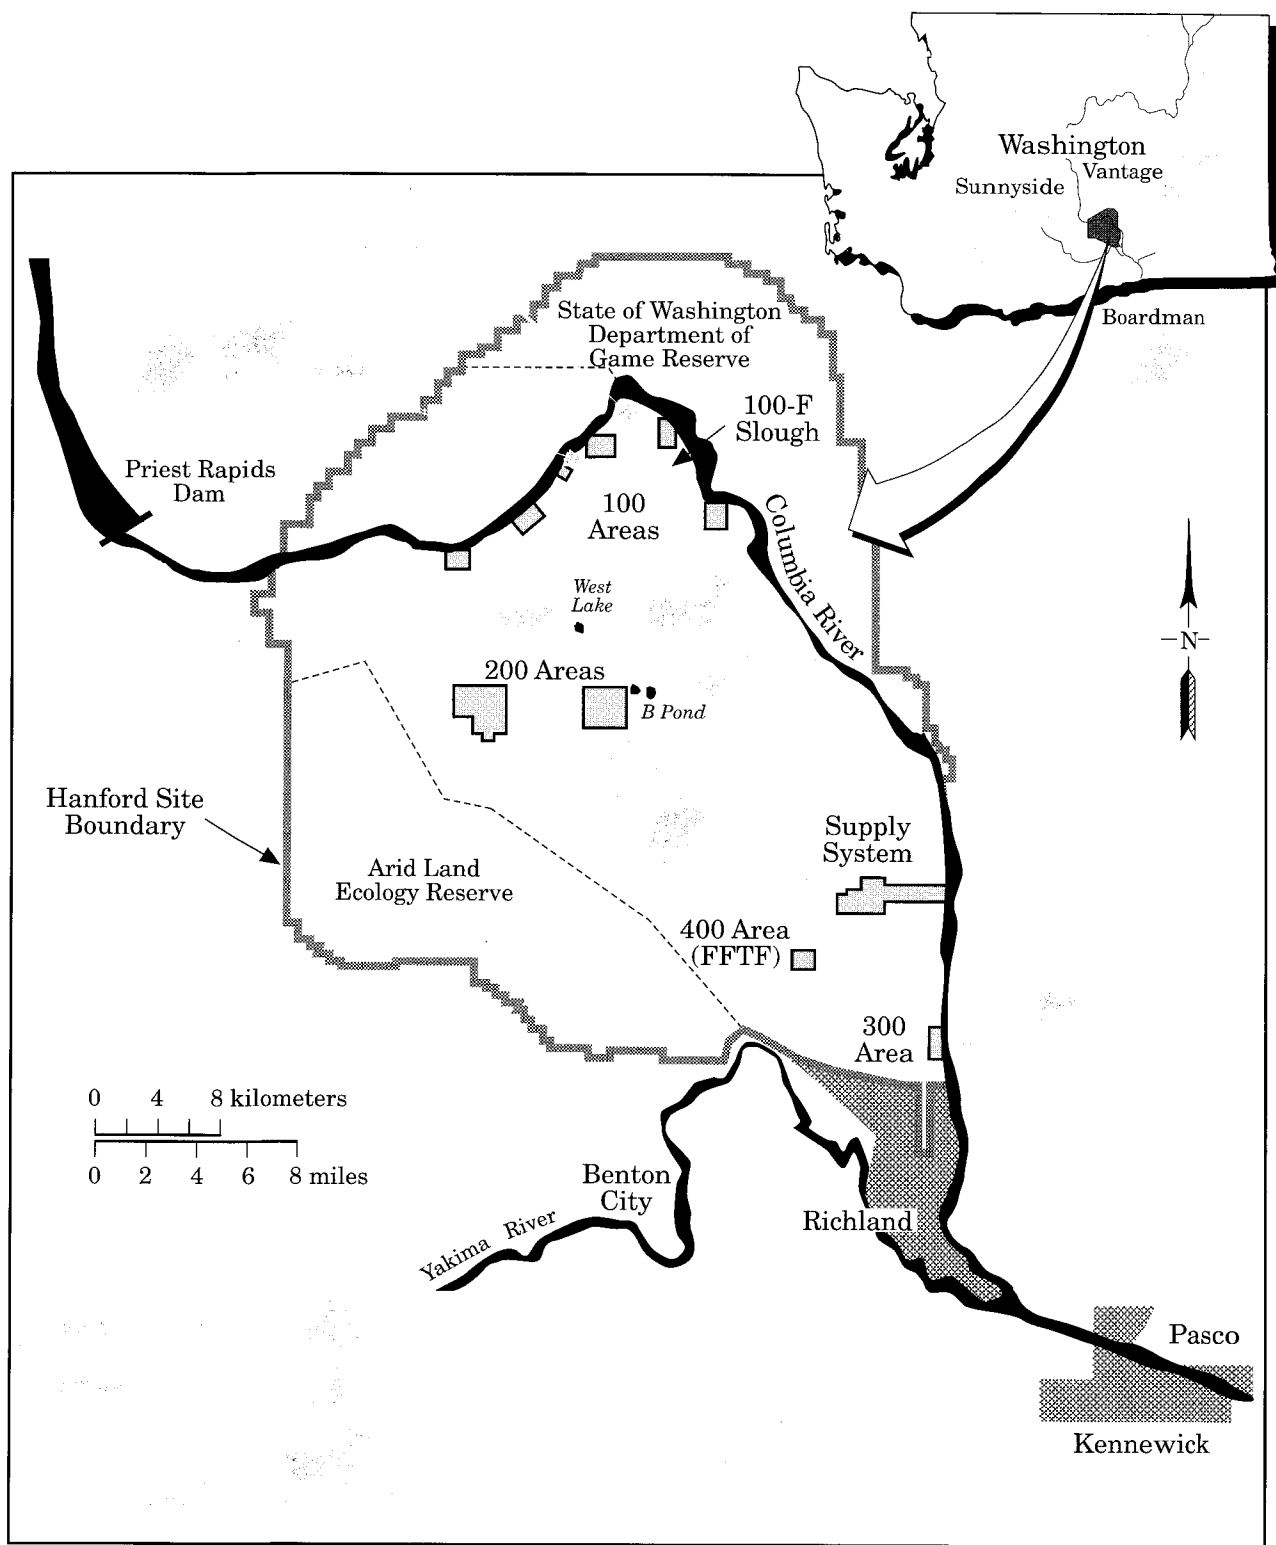 Washington
Vantage
Sunnyside
Boardman
State of Washington
Department of
Game Reserve
100-F
Slough
Priest Rapids
Dam
100
Areas
Columbia River
West
Lake
-N-
200 Areas
B Pond
Hanford Site
Boundary
Supply
System
Arid Land
Ecology Reserve
400 Area
(FFTF)
300
Area
0 4 8 kilometers
0 2 4 6 8 miles
Benton
City
Richland
Yakima River
Pasco
Kennewick